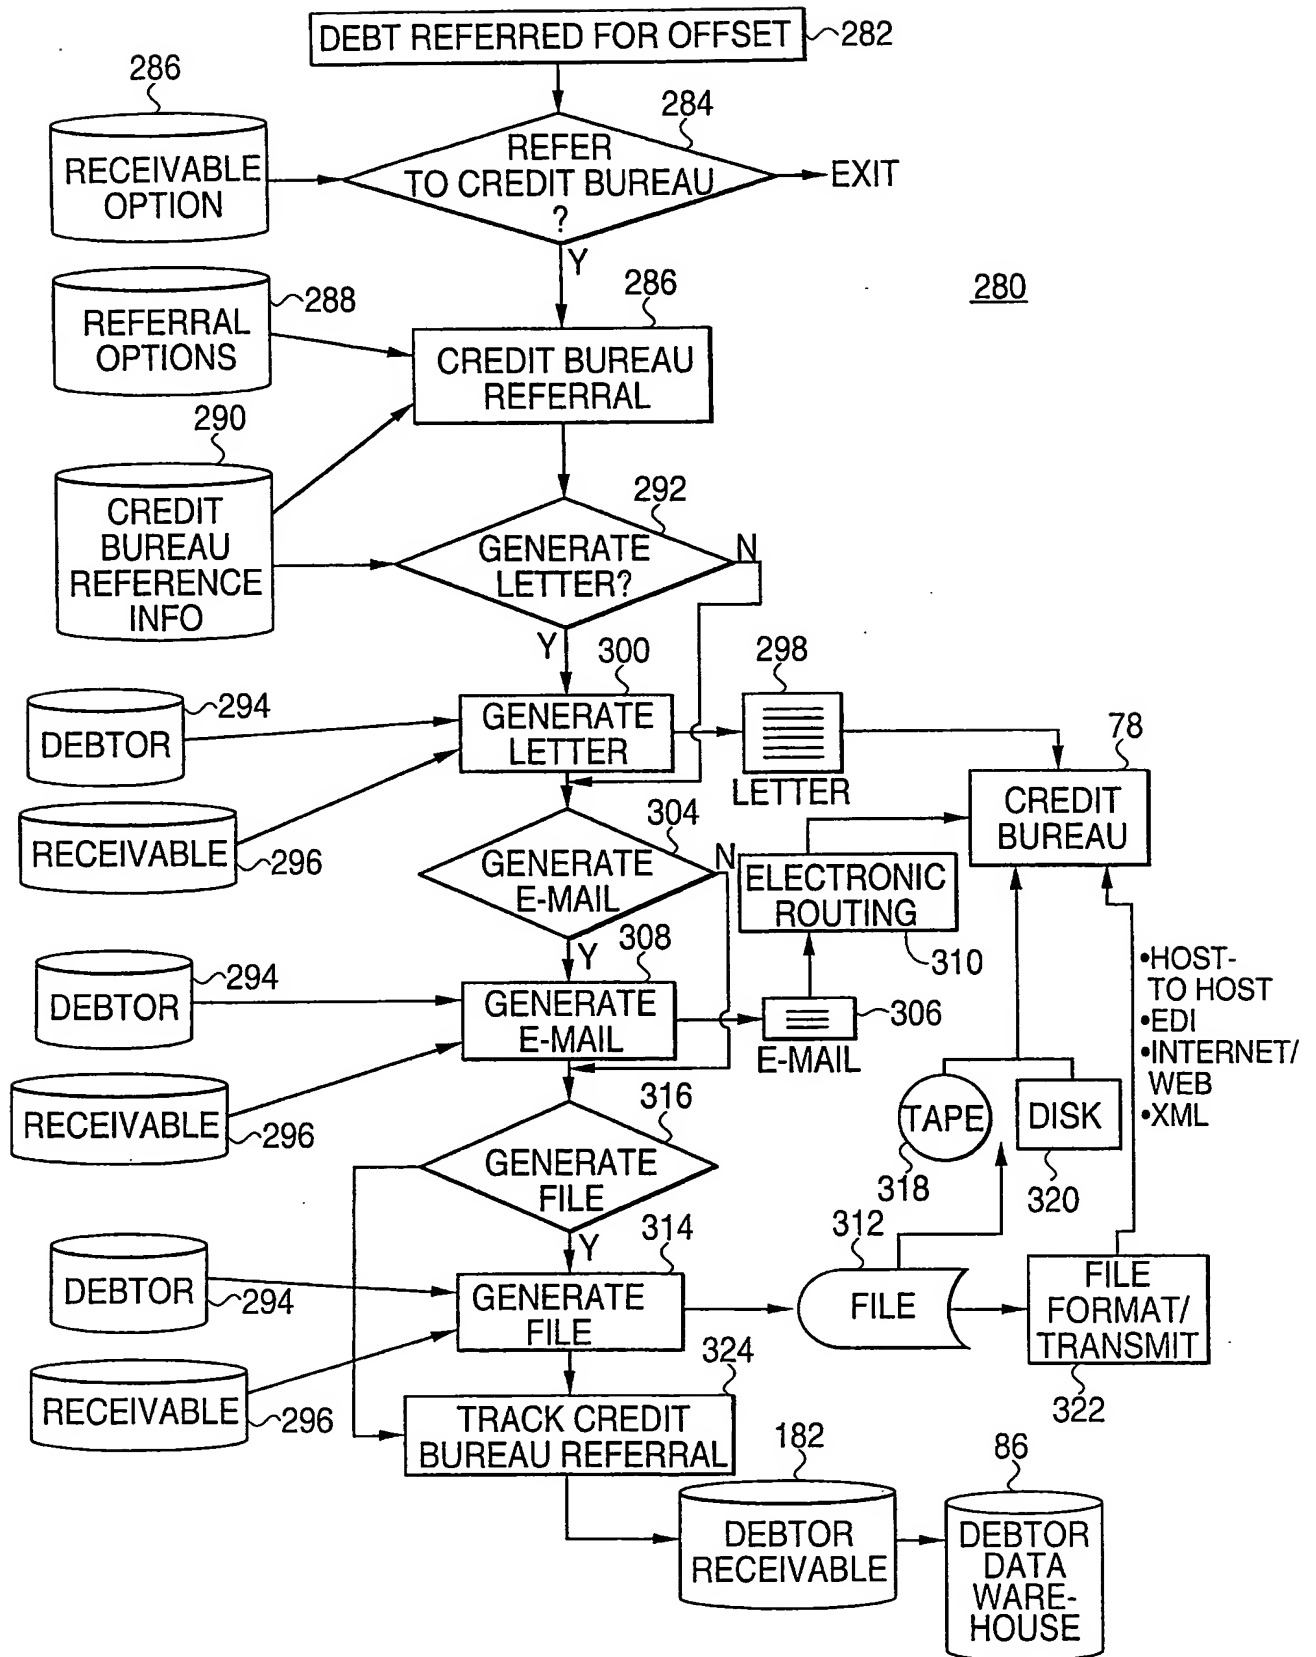 DEBT REFERRED FOR OFFSET
282
286
284
RECEIVABLE
OPTION
REFER
TO CREDIT BUREAU
?
EXIT
Y
280
288
REFERRAL
OPTIONS
286
CREDIT BUREAU
REFERRAL
290
CREDIT
BUREAU
REFERENCE
INFO
292
GENERATE
LETTER?
N
Y
300
298
294
DEBTOR
GENERATE
LETTER
LETTER
78
CREDIT
BUREAU
RECEIVABLE
296
304
GENERATE
E-MAIL
N
Y
ELECTRONIC
ROUTING
310
308
294
DEBTOR
GENERATE
E-MAIL
306
E-MAIL
•HOST-
TO HOST
•EDI
•INTERNET/
WEB
•XML
RECEIVABLE
296
316
GENERATE
FILE
Y
TAPE
318
DISK
320
314
312
DEBTOR
294
GENERATE
FILE
FILE
FILE
FORMAT/
TRANSMIT
322
RECEIVABLE
296
324
TRACK CREDIT
BUREAU REFERRAL
182
DEBTOR
RECEIVABLE
86
DEBTOR
DATA
WARE-
HOUSE